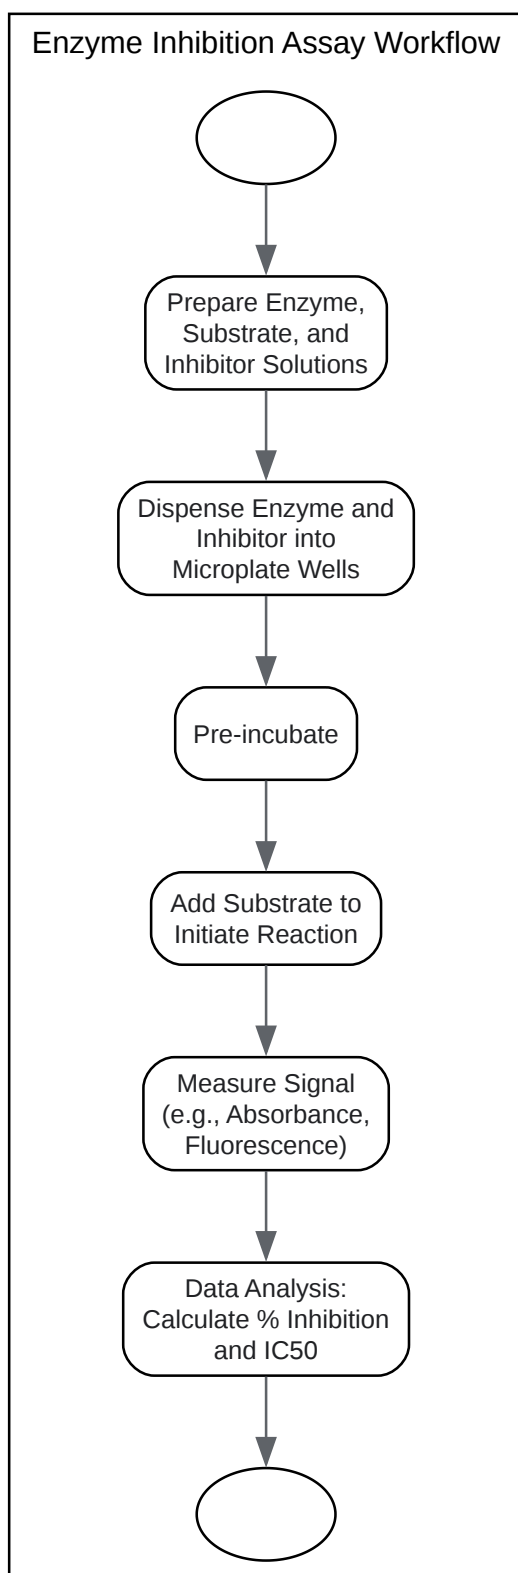 Enzyme Inhibition Assay Workflow
Prepare Enzyme,
Substrate, and
Inhibitor Solutions
Dispense Enzyme and
Inhibitor into
Microplate Wells
Pre-incubate
Add Substrate to
Initiate Reaction
Measure Signal
(e.g., Absorbance,
Fluorescence)
Data Analysis:
Calculate % Inhibition
and IC50